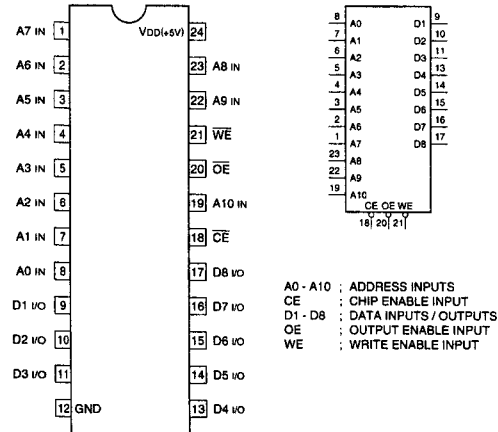 A7 IN 1 VDD(+5V) 24
A6 IN 2 23 A8 IN
A5 IN 3 22 A9 IN
A4 IN 4 21 WE
A3 IN 5 20 OE
A2 IN 6 19 A10 IN
A1 IN 7 18 CE
A0 IN 8 17 D8 I/O
D1 I/O 9 16 D7 I/O
D2 I/O 10 15 D6 I/O
D3 I/O 11 14 D5 I/O
12 GND 13 D4 I/O
8 A0 D1 9
7 A1 D2 10
6 A2 D3 11
5 A3 D4 13
4 A4 D5 14
3 A5 D6 15
2 A6 D7 16
1 A7 D8 17
23 A8
22 A9
19 A10
CE OE WE
18 20 21
A0 - A10 ; ADDRESS INPUTS
CE ; CHIP ENABLE INPUT
D1 - D8 ; DATA INPUTS / OUTPUTS
OE ; OUTPUT ENABLE INPUT
WE ; WRITE ENABLE INPUT